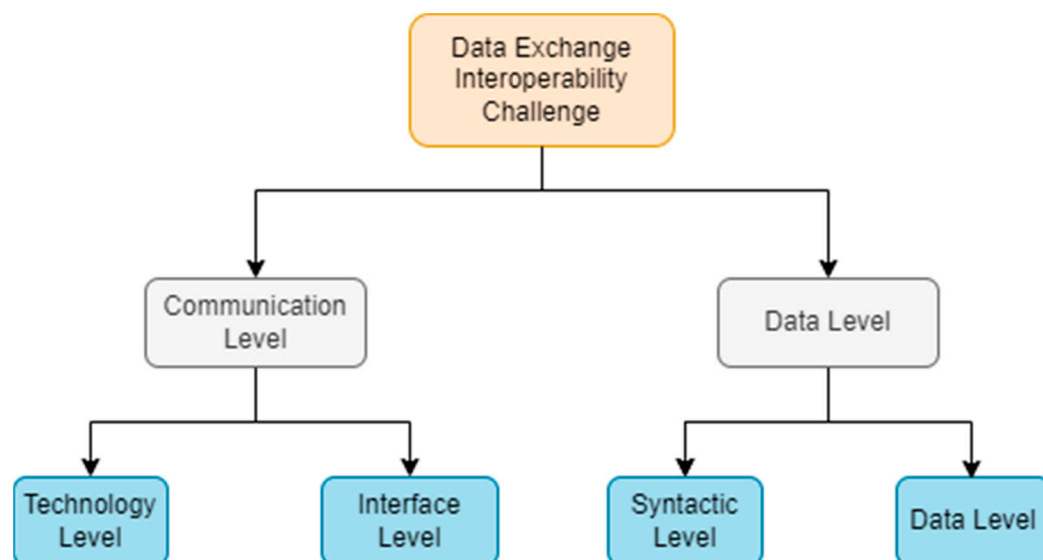 Data Exchange
Interoperability
Challenge
Communication
Level
Data Level
Technology
Level
Interface
Level
Syntactic
Level
Data Level